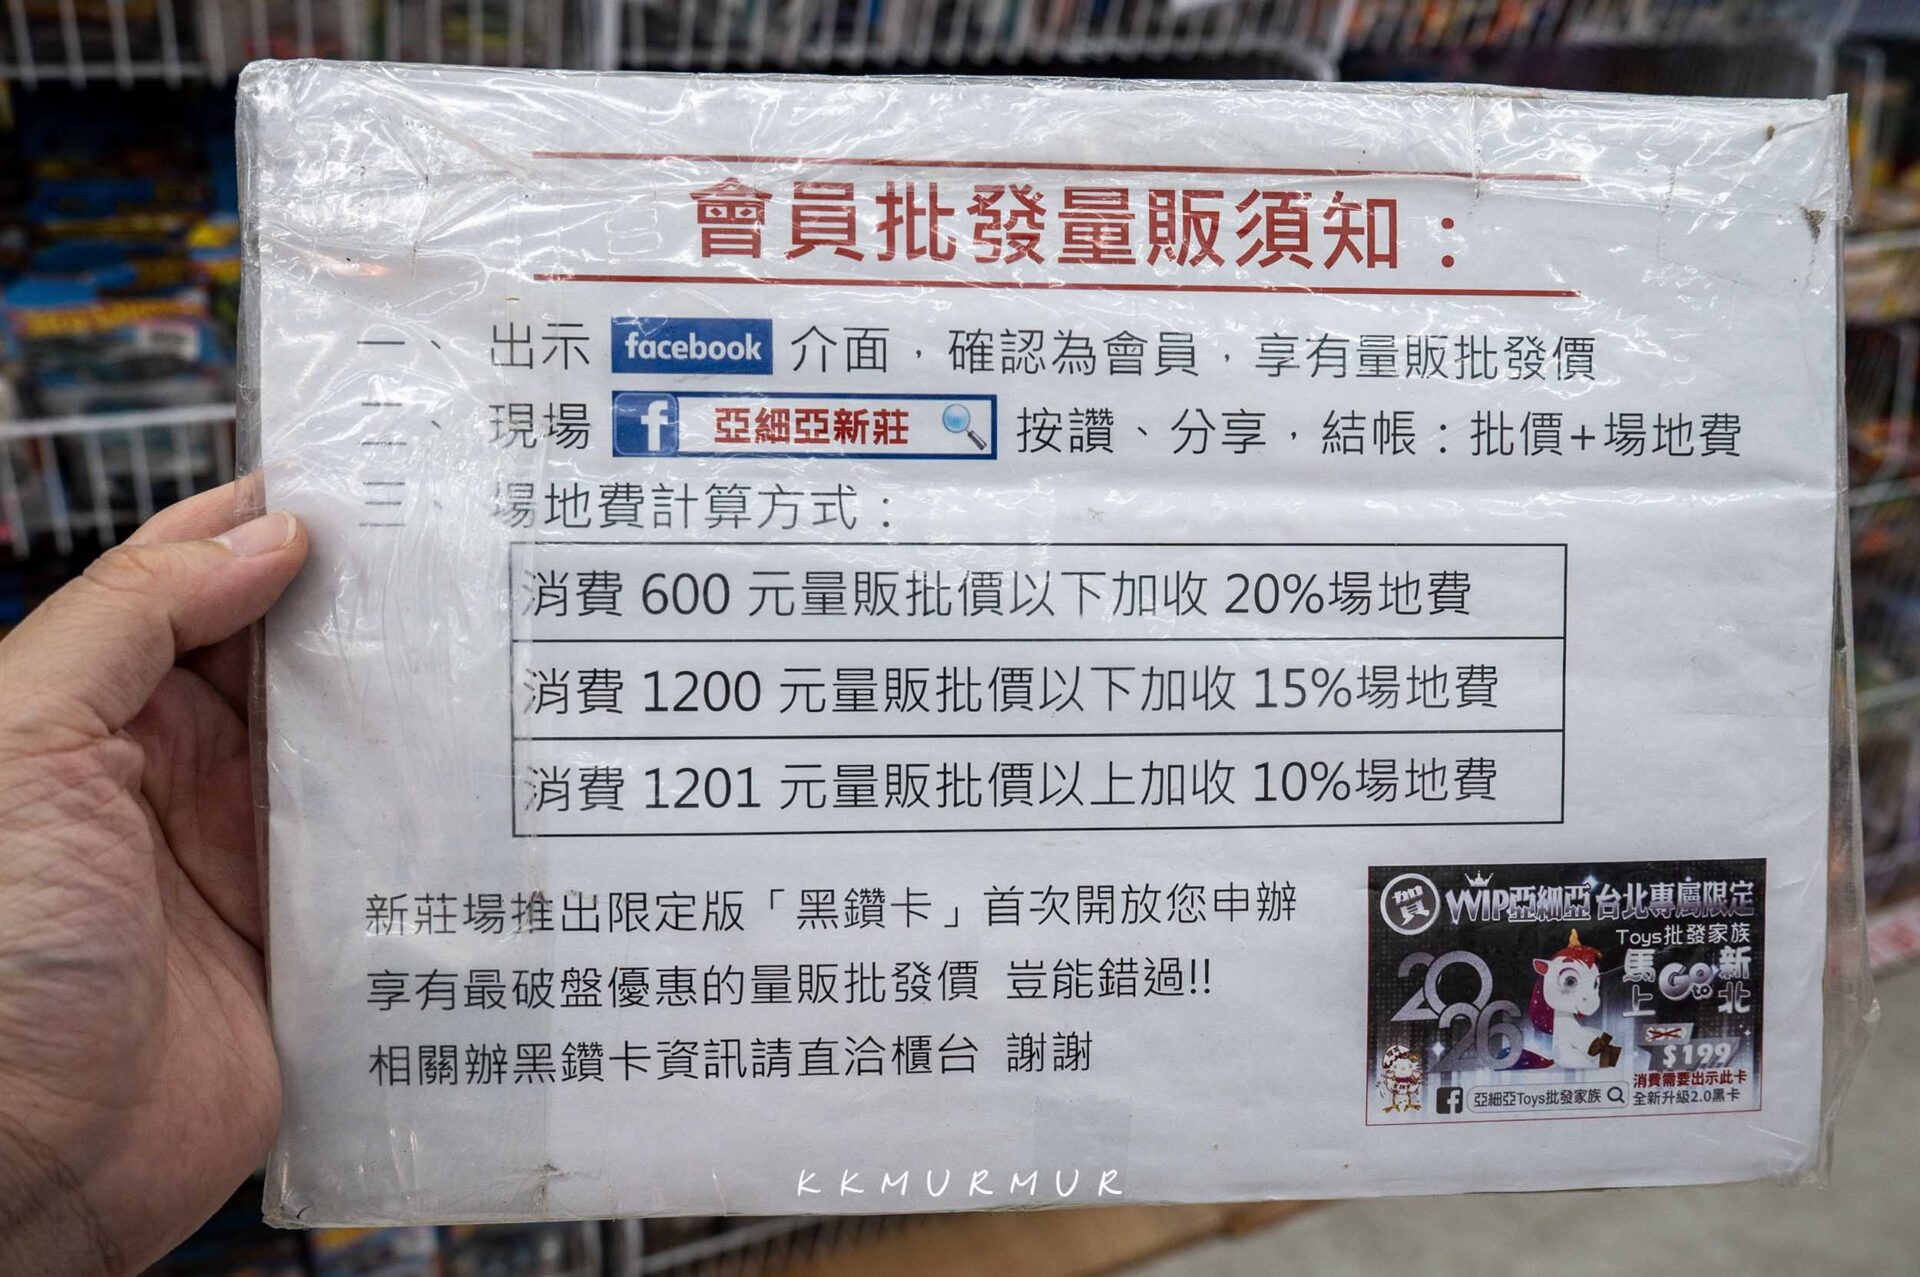 會員批發量販須知：
一、 出示 facebook 介面，確認為會員，享有量販批發價
二、 現場 f 亞細亞新莊 按讚、分享，結帳：批價+場地費
三、 場地費計算方式：
消費 600 元量販批價以下加收 20%場地費
消費 1200 元量販批價以下加收 15%場地費
消費 1201 元量販批價以上加收 10%場地費
新莊場推出限定版「黑鑽卡」首次開放您申辦
享有最破盤優惠的量販批發價 豈能錯過!!
相關辦黑鑽卡資訊請直洽櫃台 謝謝
賀 VVIP亞細亞 台北專屬限定
Toys批發家族
2026 馬上 Go to 新北
$199
消費需要出示此卡
f 亞細亞Toys批發家族 全新升級2.0黑卡
KKMURMUR